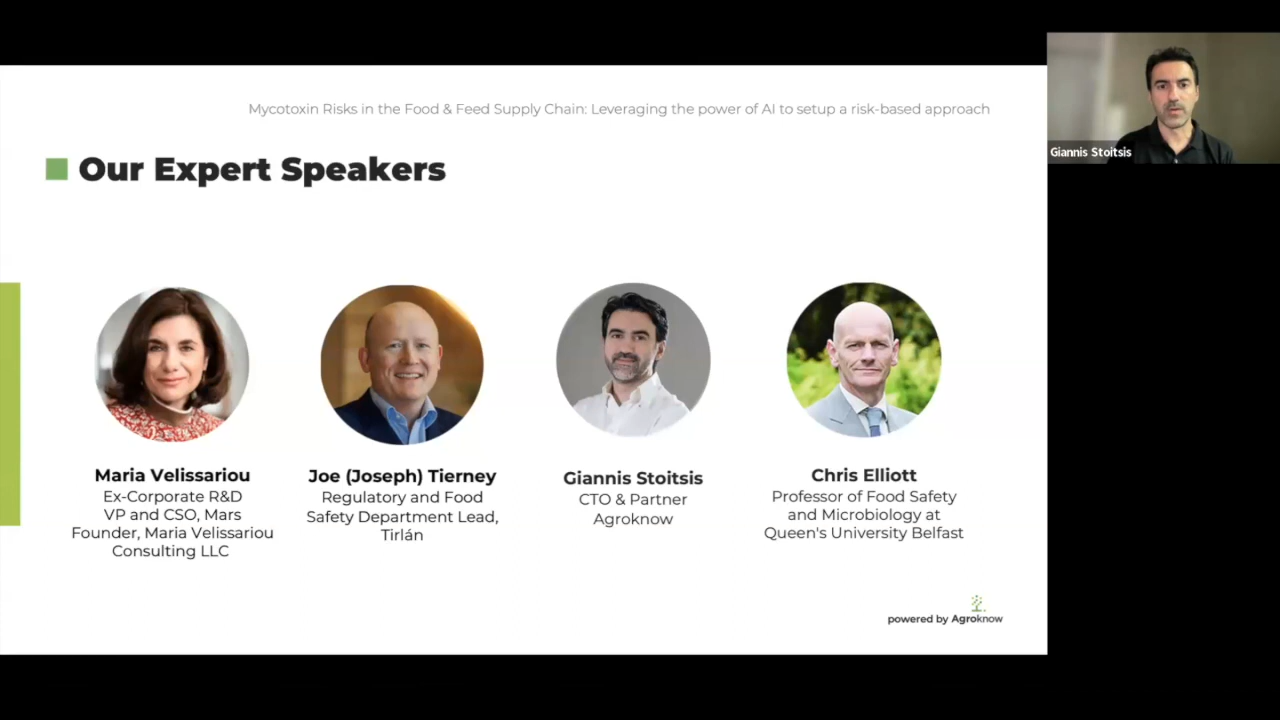 Mycotoxin Risks in the Food & Feed Supply Chain: Leveraging the power of AI to setup a risk-based approach
Our Expert Speakers
Giannis Stoitsis
Maria Velissariou
Ex-Corporate R&D
VP and CSO, Mars
Founder, Maria Velissariou
Consulting LLC
Joe (Joseph) Tierney
Regulatory and Food
Safety Department Lead,
Tirlán
Giannis Stoitsis
CTO & Partner
Agroknow
Chris Elliott
Professor of Food Safety
and Microbiology at
Queen's University Belfast
powered by Agroknow